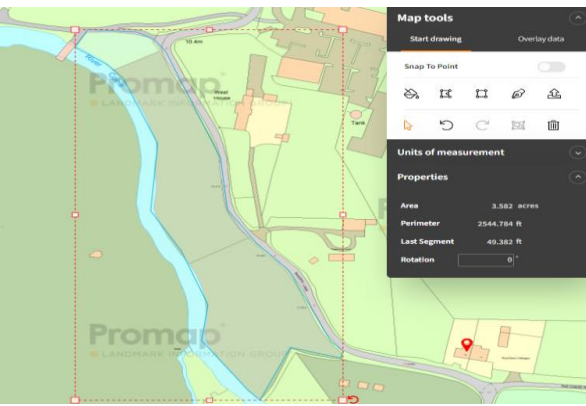 Map tools
Start drawing
Overlay data
Snap To Point
Units of measurement
Properties
Area 3.582 acres
Perimeter 2544.784 ft
Last Segment 49.382 ft
Rotation 0 °
10.4m
River
Promap
LANDMARK INFORMATION GROUP
West
House
Tank
P
Promap
LANDMARK INFORMATION GROUP